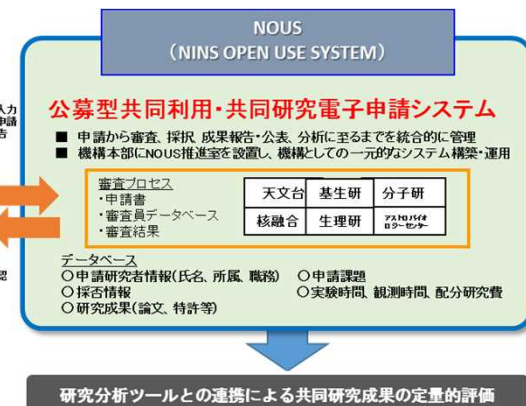 NOUS
(NINS OPEN USE SYSTEM)
入力
申請
告
公募型共同利用・共同研究電子申請システム
■ 申請から審査、採択、成果報告・公表、分析に至るまでを統合的に管理
■ 機構本部にNOUS推進室を設置し、機構としての一元的なシステム構築・運用
審査プロセス
・申請書
・審査員データベース
・審査結果
天文台 基生研 分子研
核融合 生理研 アストロバイオロジーセンター
認
データベース
○申請研究者情報(氏名、所属、職務) ○申請課題
○採否情報 ○実験時間、観測時間、配分研究費
○研究成果(論文、特許等)
研究分析ツールとの連携による共同研究成果の定量的評価